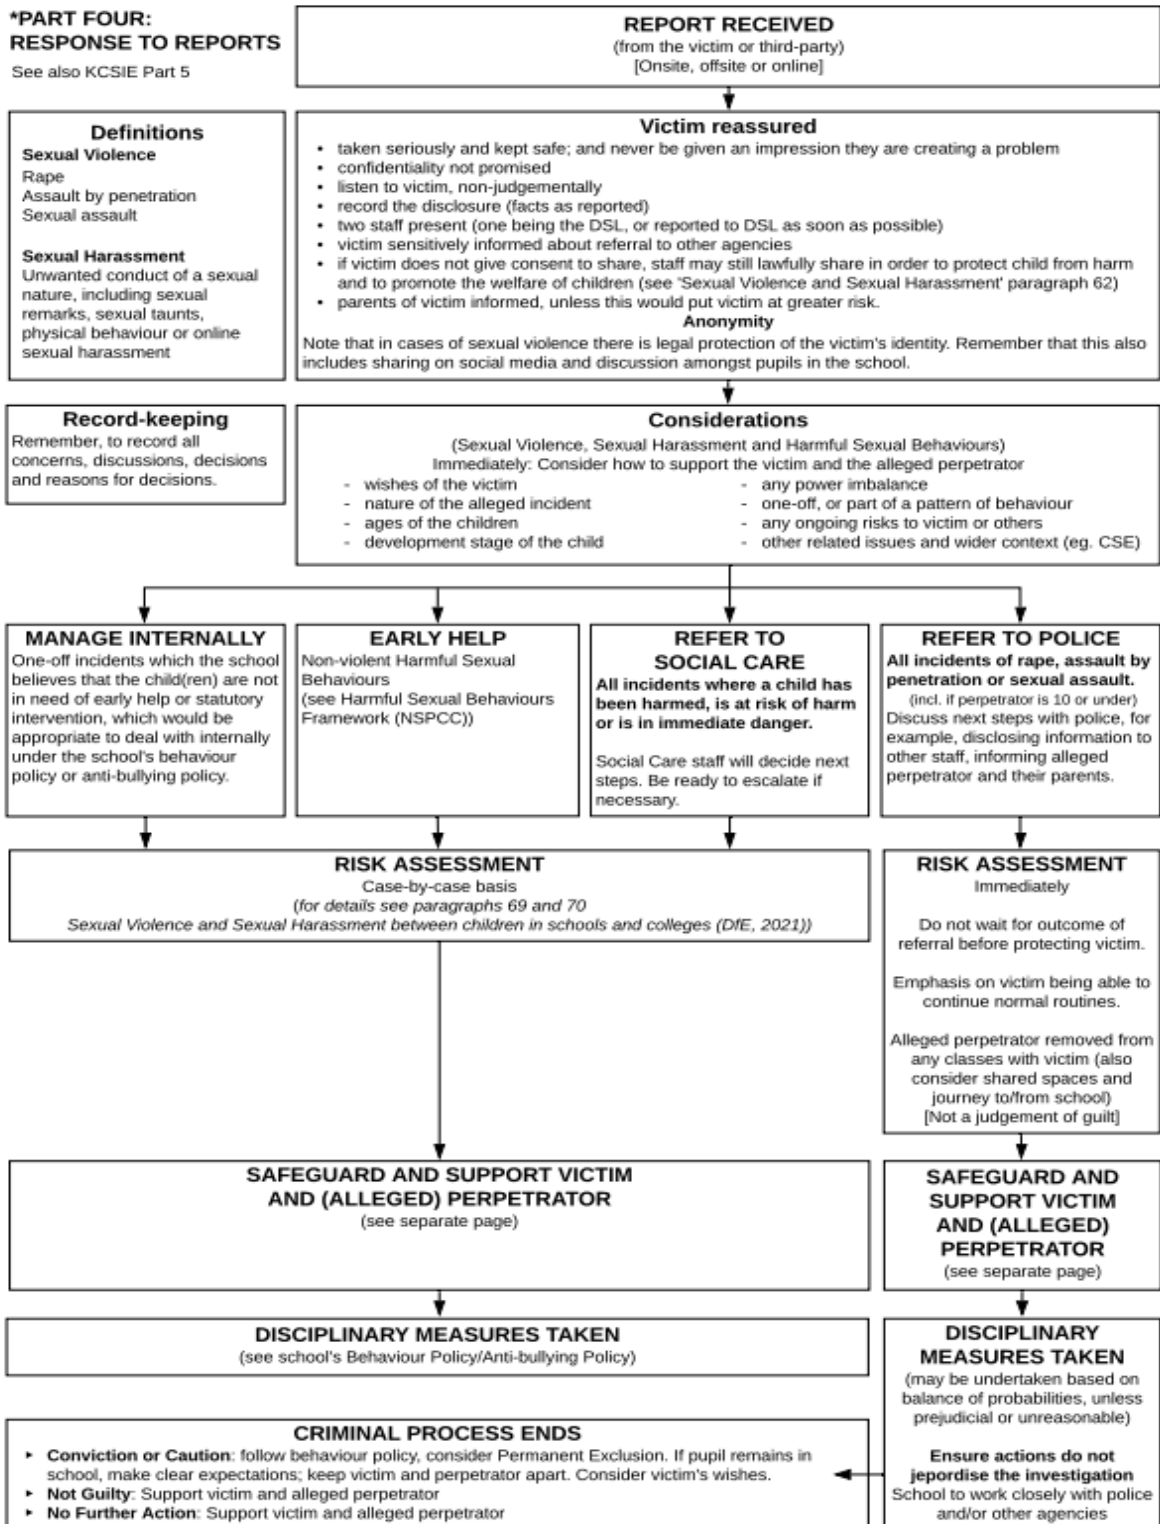 *PART FOUR:
RESPONSE TO REPORTS
See also KCSIE Part 5
REPORT RECEIVED
(from the victim or third-party)
[Onsite, offsite or online]
Definitions
Sexual Violence
Rape
Assault by penetration
Sexual assault
Sexual Harassment
Unwanted conduct of a sexual
nature, including sexual
remarks, sexual taunts,
physical behaviour or online
sexual harassment
Victim reassured
• taken seriously and kept safe; and never be given an impression they are creating a problem
• confidentiality not promised
• listen to victim, non-judgementally
• record the disclosure (facts as reported)
• two staff present (one being the DSL, or reported to DSL as soon as possible)
• victim sensitively informed about referral to other agencies
• if victim does not give consent to share, staff may still lawfully share in order to protect child from harm
and to promote the welfare of children (see 'Sexual Violence and Sexual Harassment' paragraph 62)
• parents of victim informed, unless this would put victim at greater risk.
Anonymity
Note that in cases of sexual violence there is legal protection of the victim's identity. Remember that this also
includes sharing on social media and discussion amongst pupils in the school.
Record-keeping
Remember, to record all
concerns, discussions, decisions
and reasons for decisions.
Considerations
(Sexual Violence, Sexual Harassment and Harmful Sexual Behaviours)
Immediately: Consider how to support the victim and the alleged perpetrator
- wishes of the victim
- nature of the alleged incident
- ages of the children
- development stage of the child
- any power imbalance
- one-off, or part of a pattern of behaviour
- any ongoing risks to victim or others
- other related issues and wider context (eg. CSE)
MANAGE INTERNALLY
One-off incidents which the school
believes that the child(ren) are not
in need of early help or statutory
intervention, which would be
appropriate to deal with internally
under the school's behaviour
policy or anti-bullying policy.
EARLY HELP
Non-violent Harmful Sexual
Behaviours
(see Harmful Sexual Behaviours
Framework (NSPCC))
REFER TO
SOCIAL CARE
All incidents where a child has
been harmed, is at risk of harm
or is in immediate danger.
Social Care staff will decide next
steps. Be ready to escalate if
necessary.
REFER TO POLICE
All incidents of rape, assault by
penetration or sexual assault.
(incl. if perpetrator is 10 or under)
Discuss next steps with police, for
example, disclosing information to
other staff, informing alleged
perpetrator and their parents.
RISK ASSESSMENT
Case-by-case basis
(for details see paragraphs 69 and 70
Sexual Violence and Sexual Harassment between children in schools and colleges (DfE, 2021))
RISK ASSESSMENT
Immediately
Do not wait for outcome of
referral before protecting victim.
Emphasis on victim being able to
continue normal routines.
Alleged perpetrator removed from
any classes with victim (also
consider shared spaces and
journey to/from school)
[Not a judgement of guilt]
SAFEGUARD AND SUPPORT VICTIM
AND (ALLEGED) PERPETRATOR
(see separate page)
SAFEGUARD AND
SUPPORT VICTIM
AND (ALLEGED)
PERPETRATOR
(see separate page)
DISCIPLINARY MEASURES TAKEN
(see school's Behaviour Policy/Anti-bullying Policy)
DISCIPLINARY
MEASURES TAKEN
(may be undertaken based on
balance of probabilities, unless
prejudicial or unreasonable)
Ensure actions do not
jepordise the investigation
School to work closely with police
and/or other agencies
CRIMINAL PROCESS ENDS
▸ Conviction or Caution: follow behaviour policy, consider Permanent Exclusion. If pupil remains in
school, make clear expectations; keep victim and perpetrator apart. Consider victim's wishes.
▸ Not Guilty: Support victim and alleged perpetrator
▸ No Further Action: Support victim and alleged perpetrator